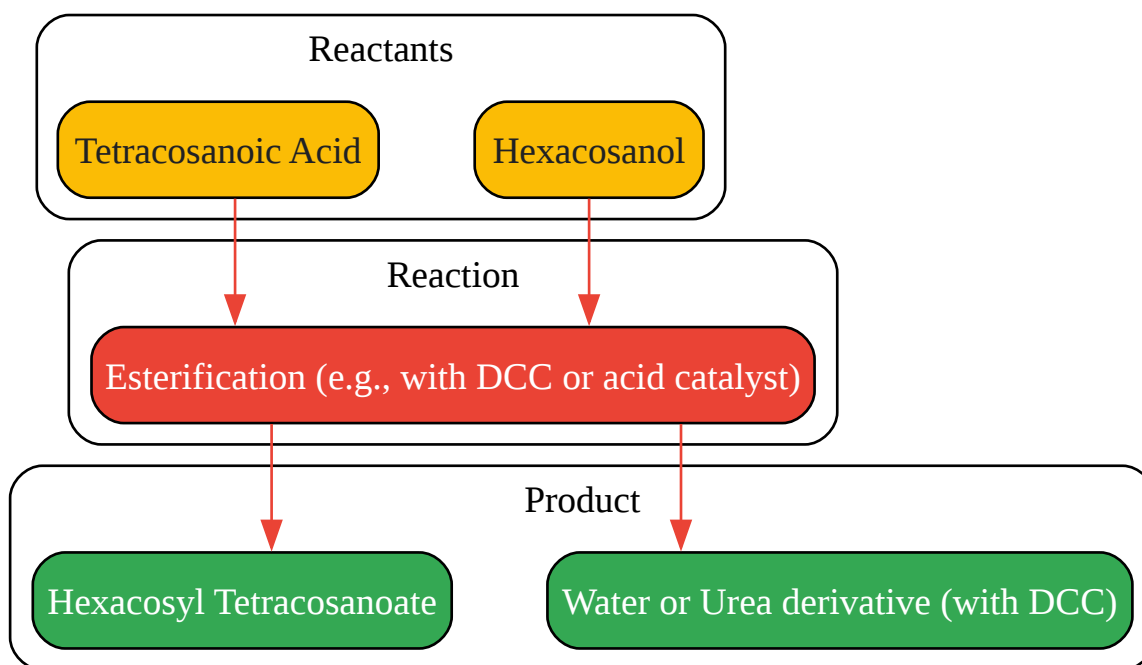 Reactants
Tetracosanoic Acid
Hexacosanol
Reaction
Esterification (e.g., with DCC or acid catalyst)
Product
Hexacosyl Tetracosanoate
Water or Urea derivative (with DCC)